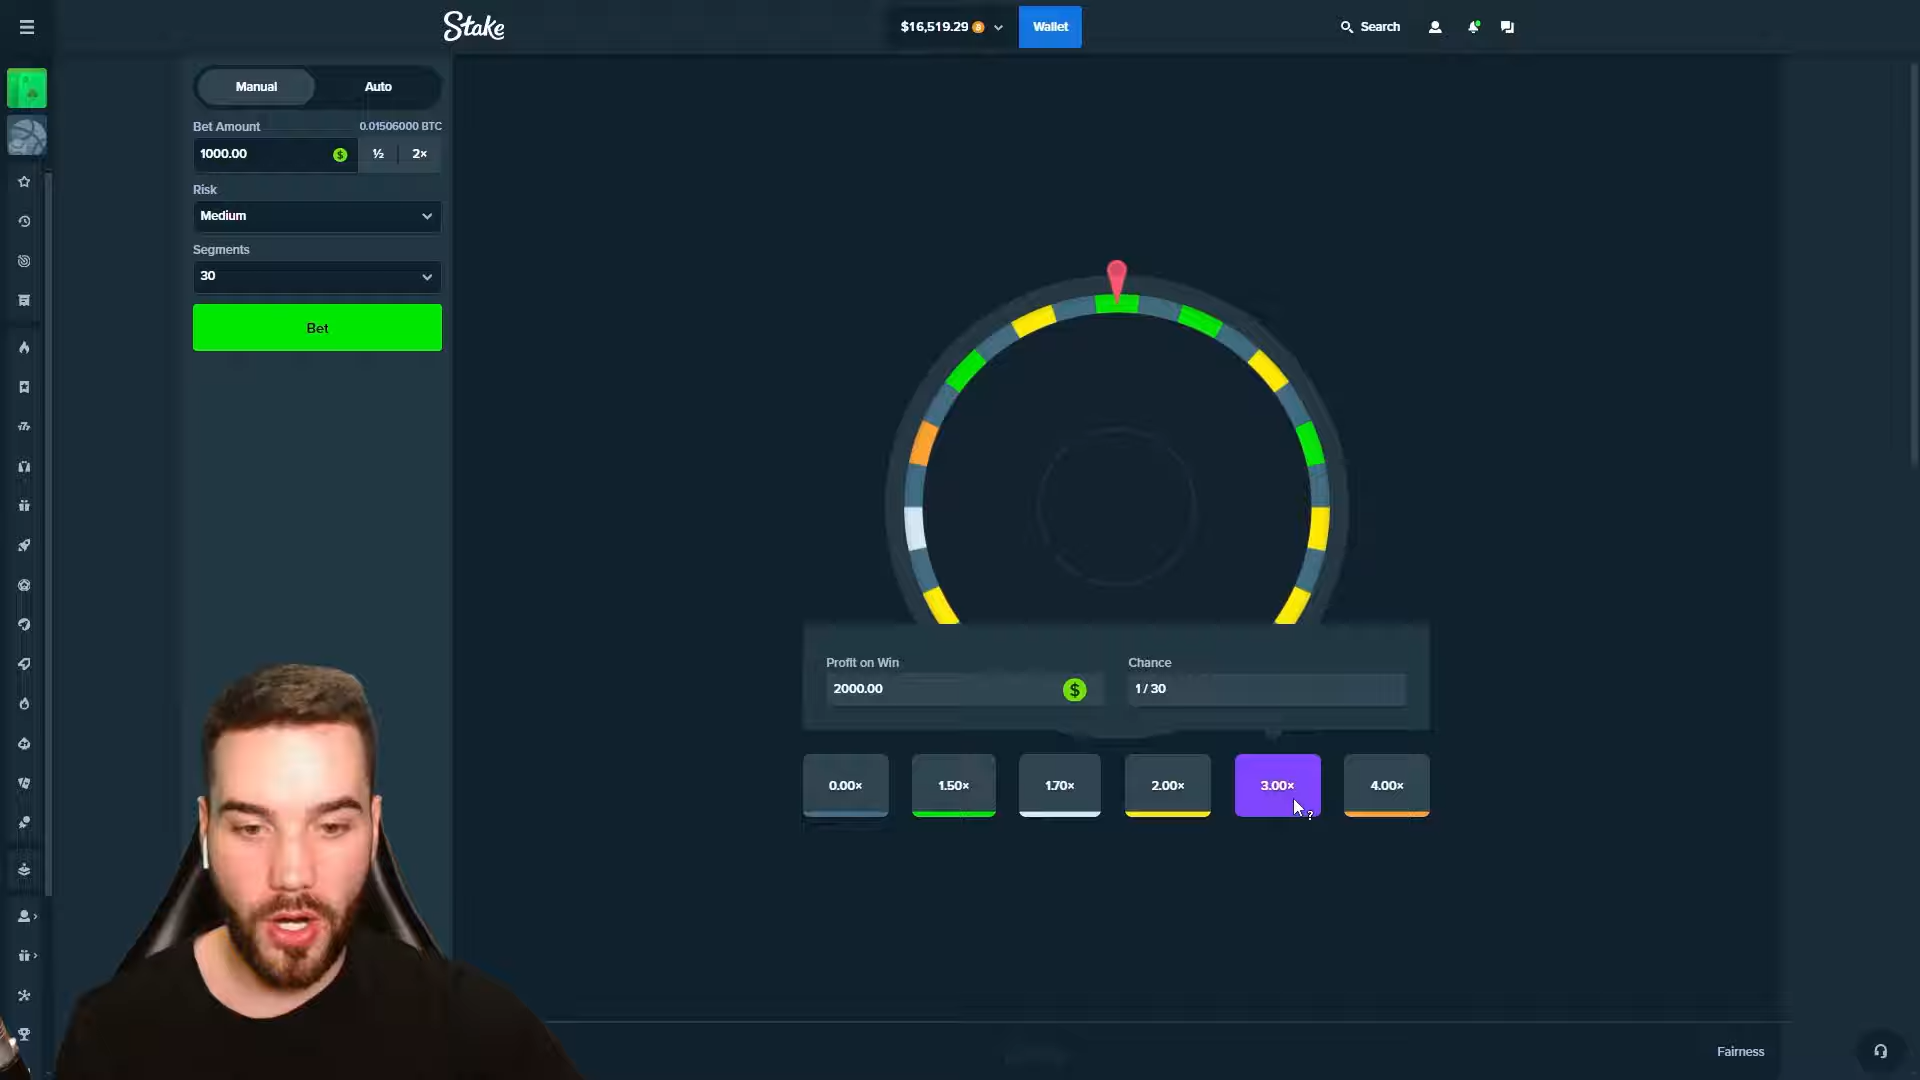 Stake
$16,519.29
Wallet
Search
Manual
Auto
Bet Amount
0.01506000 BTC
1000.00
$
½
2×
Risk
Medium
Segments
30
Bet
Profit on Win
Chance
2000.00
$
1 / 30
0.00×
1.50×
1.70×
2.00×
3.00×
4.00×
?
Fairness